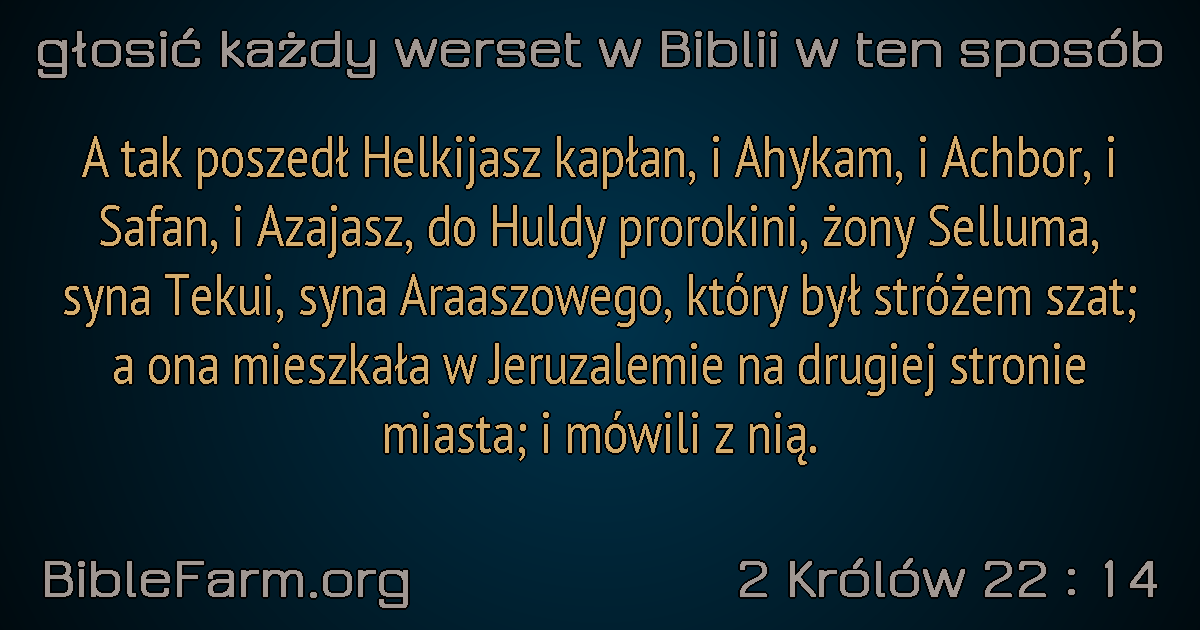 głosić każdy werset w Biblii w ten sposób
A tak poszedł Helkijasz kapłan, i Ahykam, i Achbor, i
Safan, i Azajasz, do Huldy prorokini, żonySelluma,
syna Tekui, syna Araaszowego, który był stróżem szat;
a ona mieszkała w Jeruzalemie na drugiej stronie
miasta; i mówili z nią.
BibleFarm.org
2 Królów 22 : 14